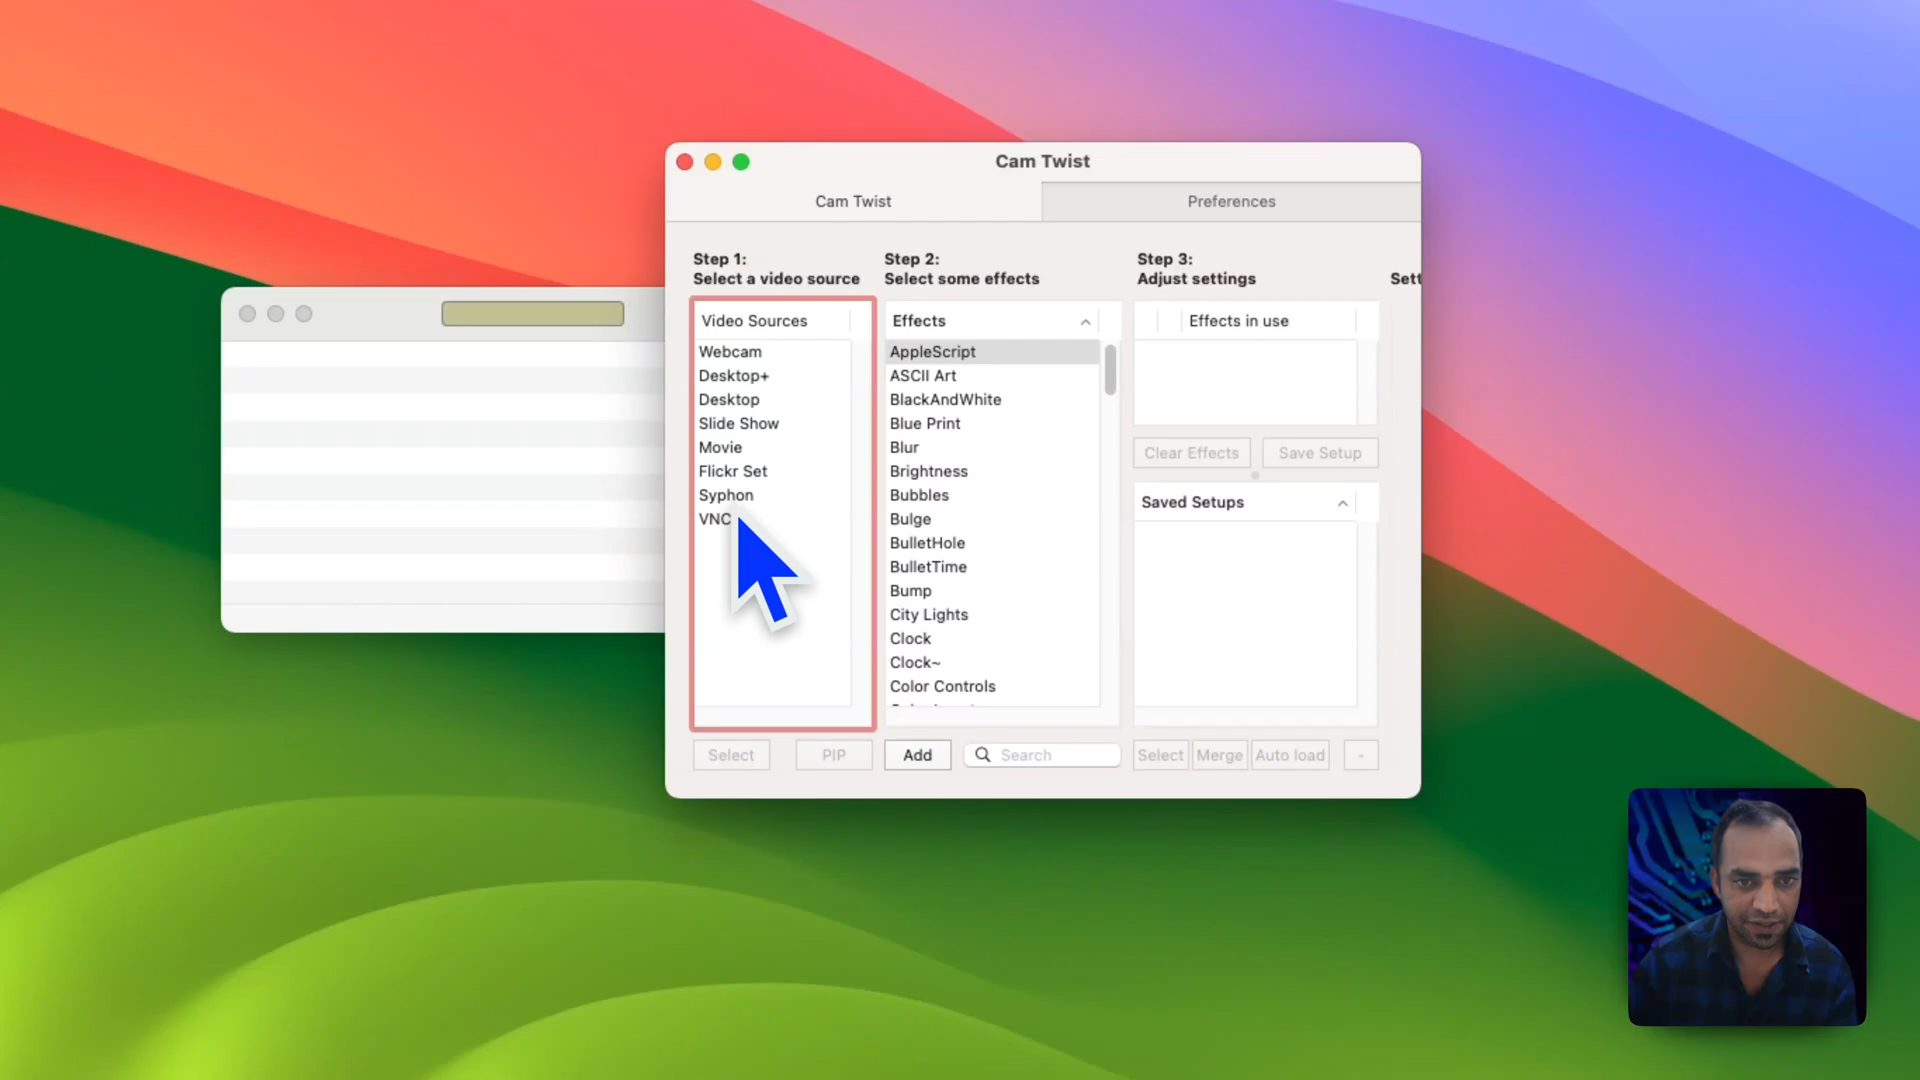 Cam Twist
Cam Twist
Preferences
Step 1:
Select a video source
Step 2:
Select some effects
Step 3:
Adjust settings
Sett
Video Sources
Webcam
Desktop+
Desktop
Slide Show
Movie
Flickr Set
Syphon
VNC
Effects
AppleScript
ASCII Art
BlackAndWhite
Blue Print
Blur
Brightness
Bubbles
Bulge
BulletHole
BulletTime
Bump
City Lights
Clock
Clock~
Color Controls
Effects in use
Clear Effects
Save Setup
Saved Setups
Select
PIP
Add
Search
Select
Merge
Auto load
-